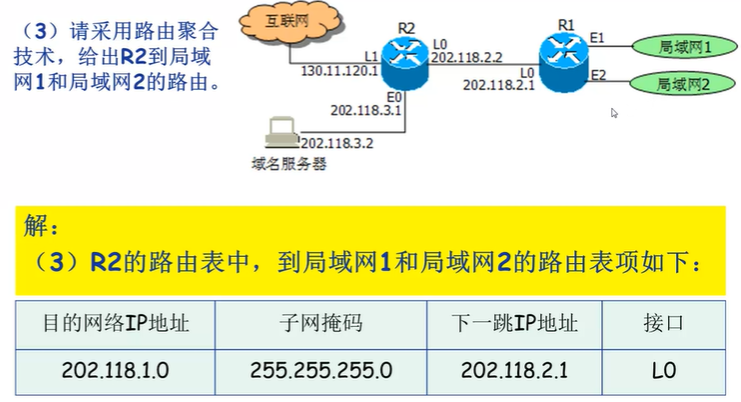 （3）请采用路由聚合
技术，给出R2到局域
网1和局域网2的路由。
互联网
R2
R1
E1
局域网1
L1
L0
202.118.2.2
130.11.120.1
L0
202.118.2.1
E2
局域网2
E0
202.118.3.1
202.118.3.2
域名服务器
解：
（3）R2的路由表中，到局域网1和局域网2的路由表项如下：
目的网络IP地址 子网掩码 下一跳IP地址 接口
202.118.1.0 255.255.255.0 202.118.2.1 L0